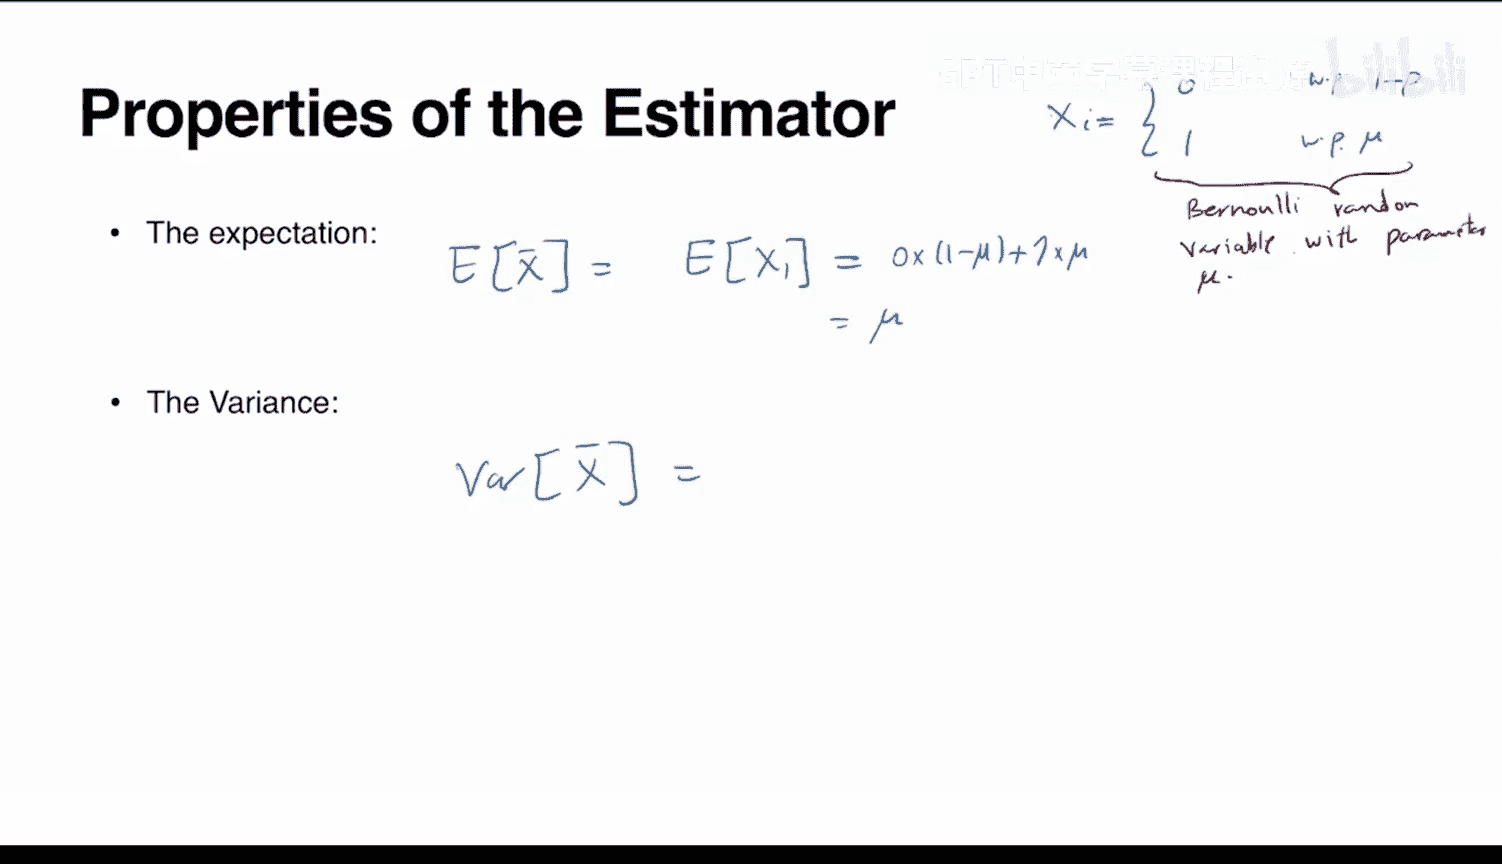 Properties of the Estimator
bilibili
0 w.p 1-p
Xi = {
1 w.p. μ
Bernoulli random
variable with parameter
μ.
• The expectation:
E[X̄] = E[X₁] = 0×(1-μ)+1×μ
= μ
• The Variance:
Var[X̄] =